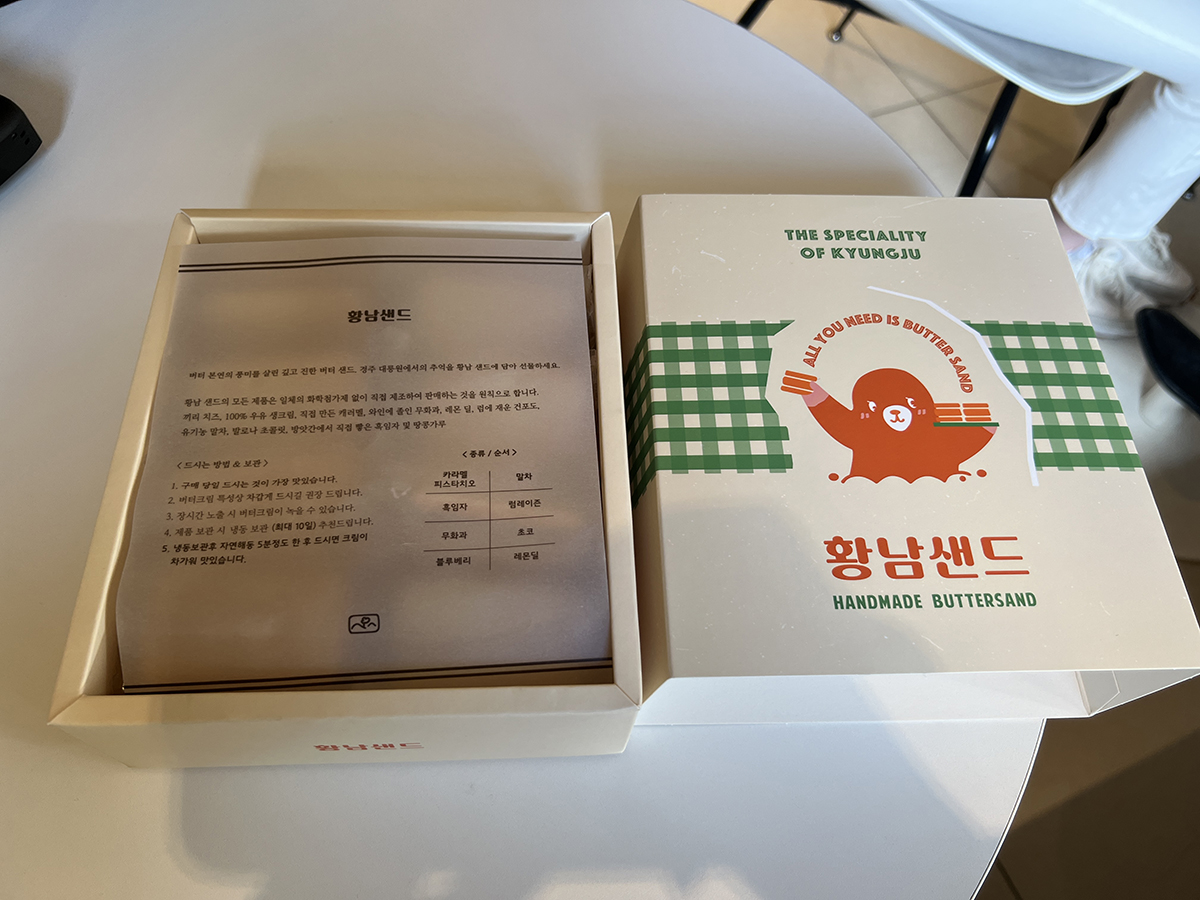 황남샌드
버터 본연의 풍미를 살린 깊고 진한 버터 샌드. 경주 대릉원에서의 추억을 황남 샌드에 담아 선물하세요.
황남 샌드의 모든 제품은 일체의 화학첨가제 없이 직접 제조하여 판매하는 것을 원칙으로 합니다.
끼리 치즈, 100% 우유 생크림, 직접 만든 캐러멜, 와인에 졸인 무화과, 레몬 딜, 럼에 재운 건포도,
유기농 말차, 발로나 초콜릿, 방앗간에서 직접 빻은 흑임자 및 땅콩가루
<드시는 방법 & 보관>
1. 구매 당일 드시는 것이 가장 맛있습니다.
2. 버터크림 특성상 차갑게 드시길 권장 드립니다.
3. 장시간 노출 시 버터크림이 녹을 수 있습니다.
4. 제품 보관 시 냉동 보관 (최대 10일) 추천드립니다.
5. 냉동보관후 자연해동 5분정도 한 후 드시면 크림이
차가워 맛있습니다.
<종류 / 순서>
카라멜
피스타치오
말차
흑임자
럼레이즌
무화과
초코
블루베리
레몬딜
황남샌드
THE SPECIALITY
OF KYUNGJU
ALL YOU NEED IS BUTTER SAND
황남샌드
HANDMADE BUTTERSAND